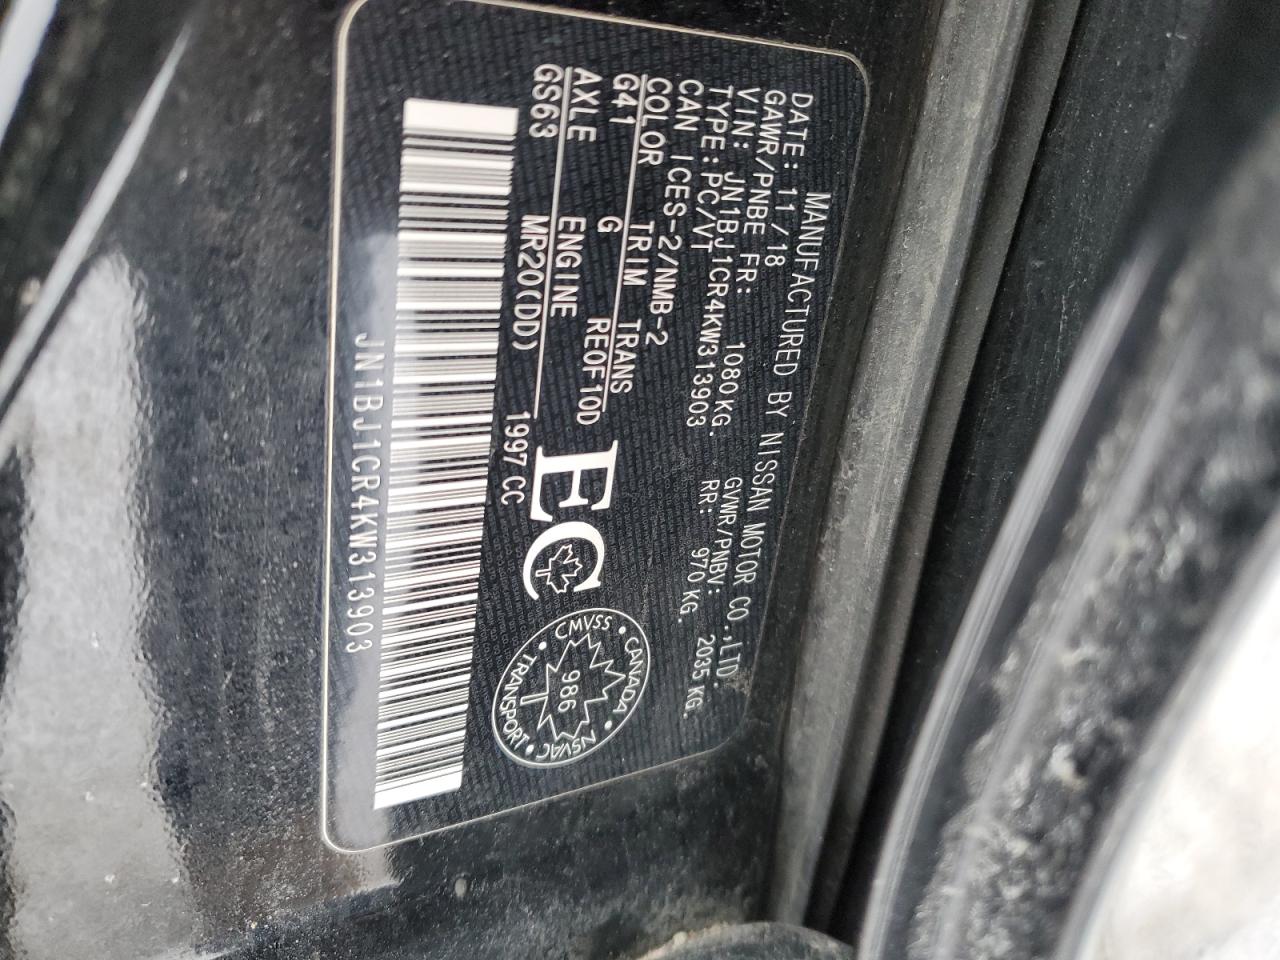 MANUFACTURED BY NISSAN MOTOR CO.,LTD.
DATE: 11/18 GVWR/PNBV: 2035 KG.
GAWR/PNBE FR: 1080 KG. RR: 970 KG.
VIN: JN1BJ1CR4KW313903
TYPE: PC/VT
CAN ICES-2/NMB-2
COLOR TRIM TRANS
G41 G RE0F10D
AXLE ENGINE
GS63 MR20(DD) 1997 CC
EC
CMVSS • CANADA • NSVAC • TRANSPORT •
986
JN1BJ1CR4KW313903